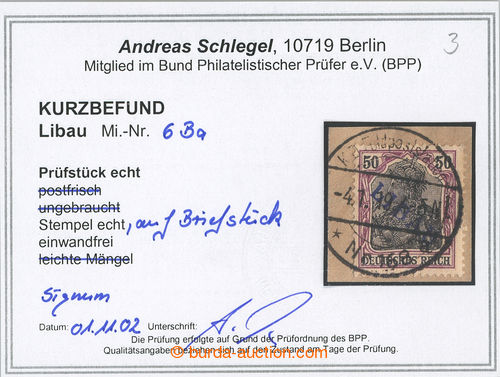 Andreas Schlegel, 10719 Berlin
3
Mitglied im Bund Philatelistischer Prüfer e.V. (BPP)
KURZBEFUND
Libau Mi.-Nr. 6 Ba
Prüfstück echt
postfrisch
ungebraucht
Stempel echt, auf Briefstück
einwandfrei
leichte Mängel
Signum
Datum: 01.11.02 Unterschrift:
Die Prüfung erfolgte auf Grund der Prüfordnung des BPP.
Qualitätsangaben beziehen sich auf den Zustand am Tage der Prüfung.
burda-auction.com
50 50
DEUTSCHES REICH